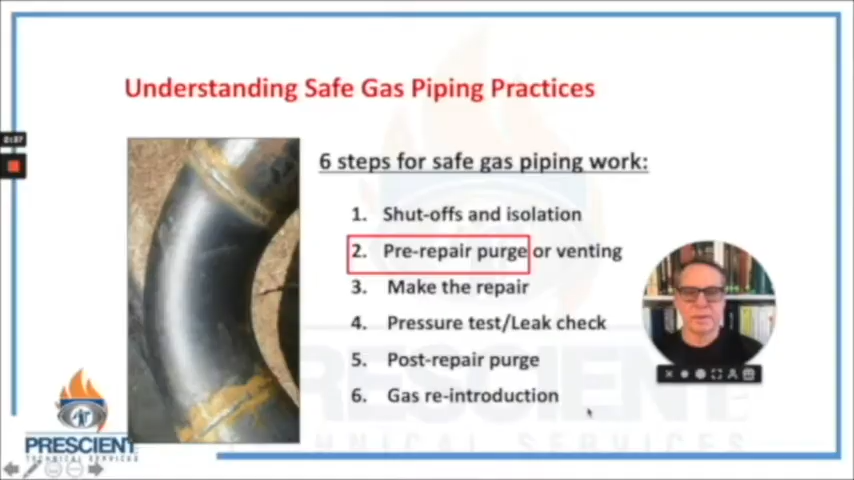 Understanding Safe Gas Piping Practices
6 steps for safe gas piping work:
1. Shut-offs and isolation
2. Pre-repair purge or venting
3. Make the repair
4. Pressure test/Leak check
5. Post-repair purge
6. Gas re-introduction
PRESCIENT
TECHNICAL SERVICES